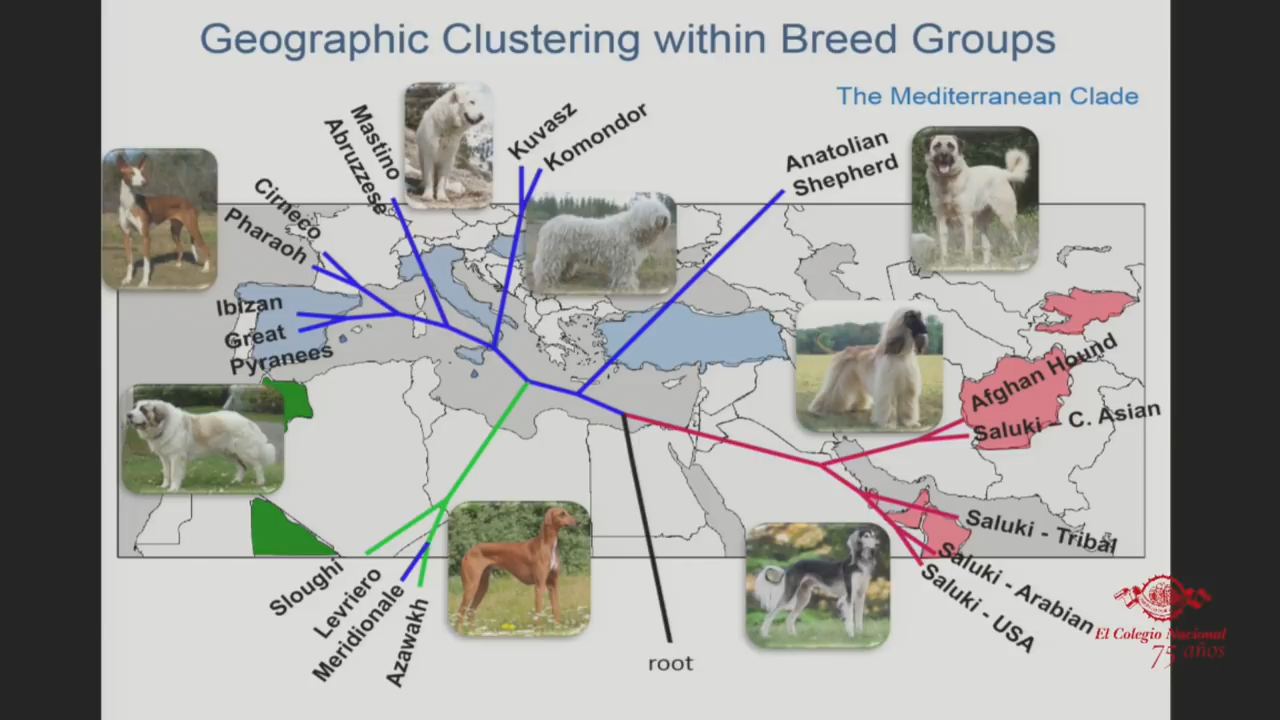 Geographic Clustering within Breed Groups
The Mediterranean Clade
Mastino
Abruzzese
Kuvasz
Komondor
Anatolian
Shepherd
Cirneco
Pharaoh
Ibizan
Great
Pyranees
Afghan Hound
Saluki - C. Asian
Saluki - Tribal
Saluki - Arabian
Saluki - USA
Sloughi
Levriero
Meridionale
Azawakh
root
El Colegio Nacional
75 años